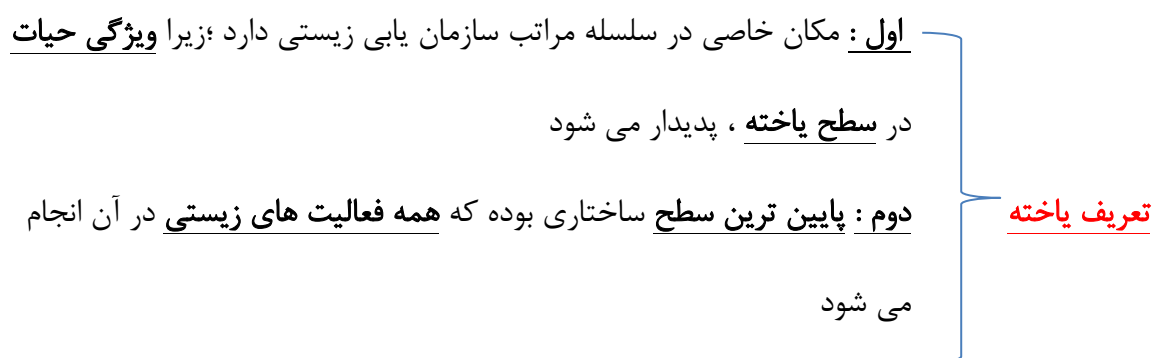 اول : مکان خاصی در سلسله مراتب سازمان یابی زیستی دارد ؛زیرا ویژگی حیات
در سطح یاخته ، پدیدار می شود
تعریف یاخته
دوم : پایین ترین سطح ساختاری بوده که همه فعالیت های زیستی در آن انجام
می شود